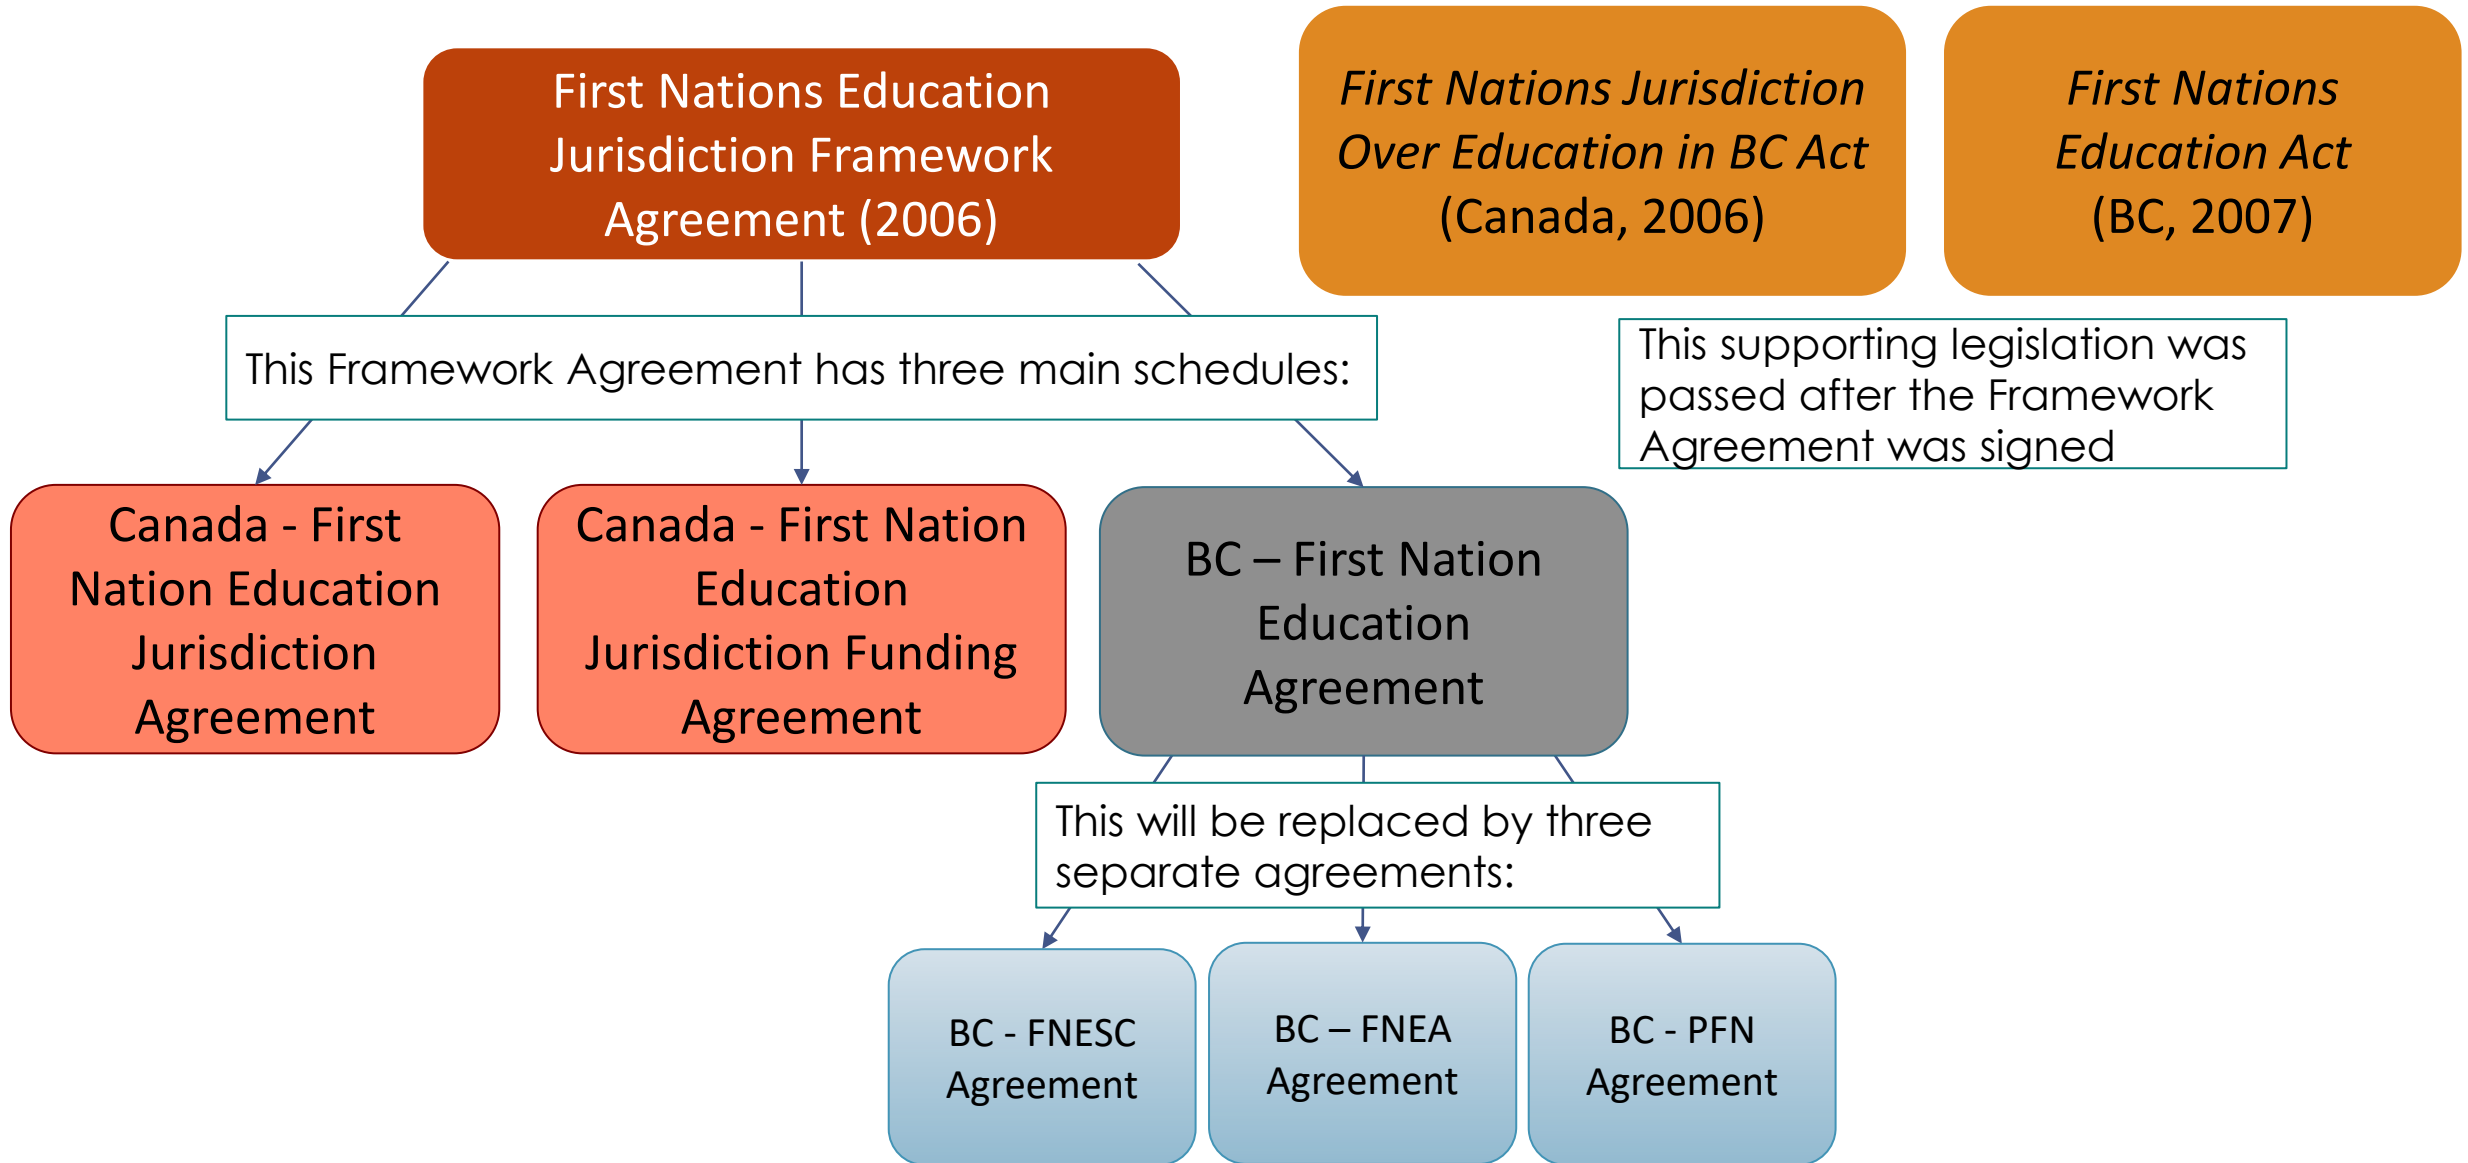 First Nations Education
Jurisdiction Framework
Agreement (2006)
First Nations Jurisdiction
Over Education in BC Act
(Canada, 2006)
First Nations
Education Act
(BC, 2007)
This Framework Agreement has three main schedules:
This supporting legislation was
passed after the Framework
Agreement was signed
Canada - First
Nation Education
Jurisdiction
Agreement
Canada - First Nation
Education
Jurisdiction Funding
Agreement
BC – First Nation
Education
Agreement
This will be replaced by three
separate agreements:
BC - FNESC
Agreement
BC – FNEA
Agreement
BC - PFN
Agreement